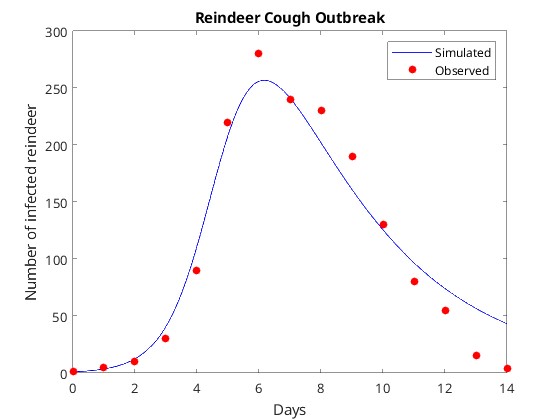 Reindeer Cough Outbreak
300
250
200
150
100
50
0
Number of infected reindeer
Simulated
Observed
0 2 4 6 8 10 12 14
Days